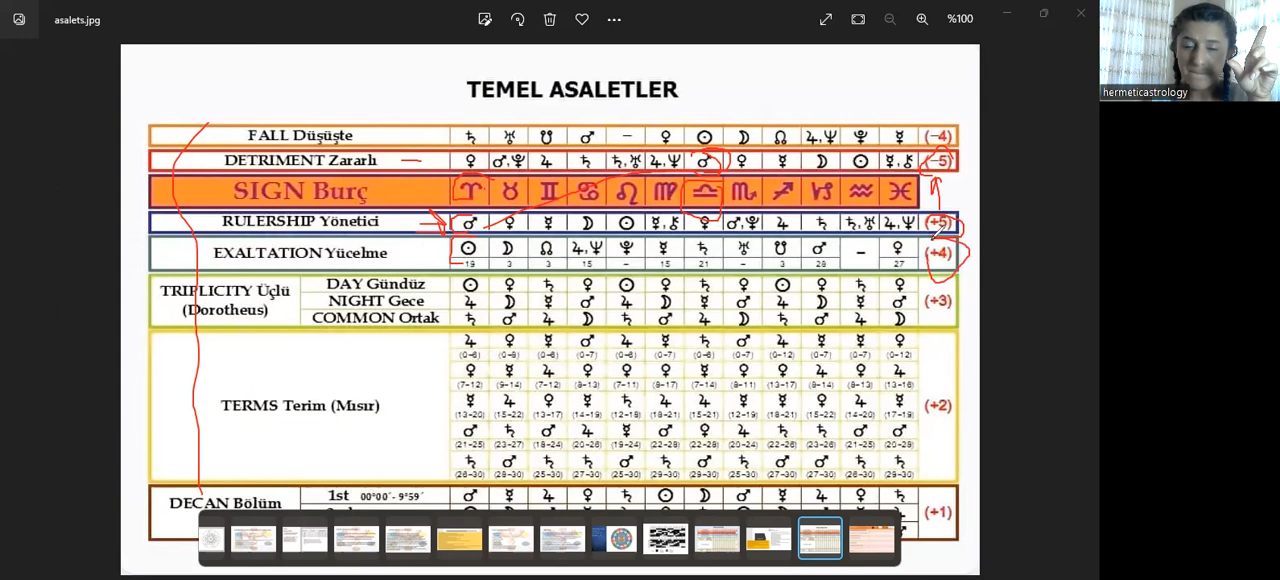 asalets.jpg
%100
hermeticastrology
TEMEL ASALETLER
FALL Düşüşte ♄ ♅ ☋ ♂ – ♀ ☉ ☽ ☊ ♃,♆ ♇ ☿ (–4)
DETRIMENT Zararlı ♀ ♂,♇ ♃ ♄ ♄,♅ ♃,♆ ♂ ♀ ☿ ☽ ☉ ☿,⚷ (–5)
SIGN Burç ♈ ♉ ♊ ♋ ♌ ♍ ♎ ♏ ♐ ♑ ♒ ♓
RULERSHIP Yönetici ♂ ♀ ☿ ☽ ☉ ☿,⚷ ♀ ♂,♇ ♃ ♄ ♄,♅ ♃,♆ (+5)
EXALTATION Yücelme ☉ ☽ ☊ ♃,♆ ♇ ☿ ♄ ♅ ☋ ♂ – ♀ (+4)
19 3 3 15 – 15 21 – 3 28 27
TRIPLICITY Üçlü (Dorotheus)
DAY Gündüz ☉ ♀ ♄ ♀ ☉ ♀ ♄ ♀ ☉ ♀ ♄ ♀
NIGHT Gece ♃ ☽ ☿ ♂ ♃ ☽ ☿ ♂ ♃ ☽ ☿ ♂ (+3)
COMMON Ortak ♄ ♂ ♃ ☽ ♄ ♂ ♃ ☽ ♄ ♂ ♃ ☽
♃ ♀ ☿ ♂ ♃ ☿ ♄ ♂ ♃ ☿ ☿ ♀
(0-6) (0-8) (0-6) (0-7) (0-6) (0-7) (0-6) (0-7) (0-12) (0-7) (0-7) (0-12)
♀ ☿ ♃ ♀ ♀ ♀ ☿ ♀ ♀ ♃ ♀ ♃
(7-12) (9-14) (7-12) (8-13) (7-11) (8-17) (7-14) (8-11) (13-17) (8-14) (8-13) (13-16)
TERMS Terim (Mısır) ☿ ♃ ♀ ☿ ♄ ♃ ♃ ☿ ☿ ♀ ♃ ☿ (+2)
(13-20) (15-22) (13-17) (14-19) (12-18) (18-21) (15-21) (12-19) (18-21) (15-22) (14-20) (17-19)
♂ ♄ ♂ ♃ ☿ ♂ ♀ ♃ ♄ ♄ ♂ ♂
(21-25) (23-27) (18-24) (20-26) (19-24) (22-28) (22-28) (20-24) (22-26) (23-26) (21-25) (20-28)
♄ ♂ ♄ ♄ ♂ ♄ ♂ ♄ ♂ ♂ ♄ ♄
(26-30) (28-30) (25-30) (27-30) (25-30) (29-30) (29-30) (25-30) (27-30) (27-30) (26-30) (29-30)
DECAN Bölüm 1st 00°00´- 9°59´ ♂ ☿ ♃ ♀ ♄ ☉ ☽ ♂ ☿ ♃ ♀ ♄ (+1)